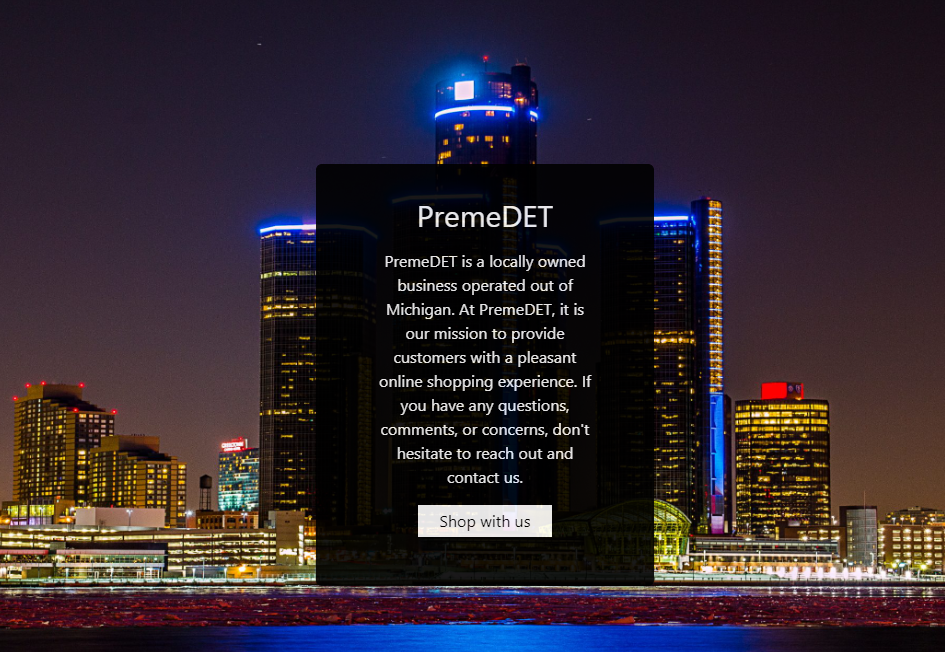 PremeDET
PremeDET is a locally owned
business operated out of
Michigan. At PremeDET, it is
our mission to provide
customers with a pleasant
online shopping experience. If
you have any questions,
comments, or concerns, don't
hesitate to reach out and
contact us.
Shop with us